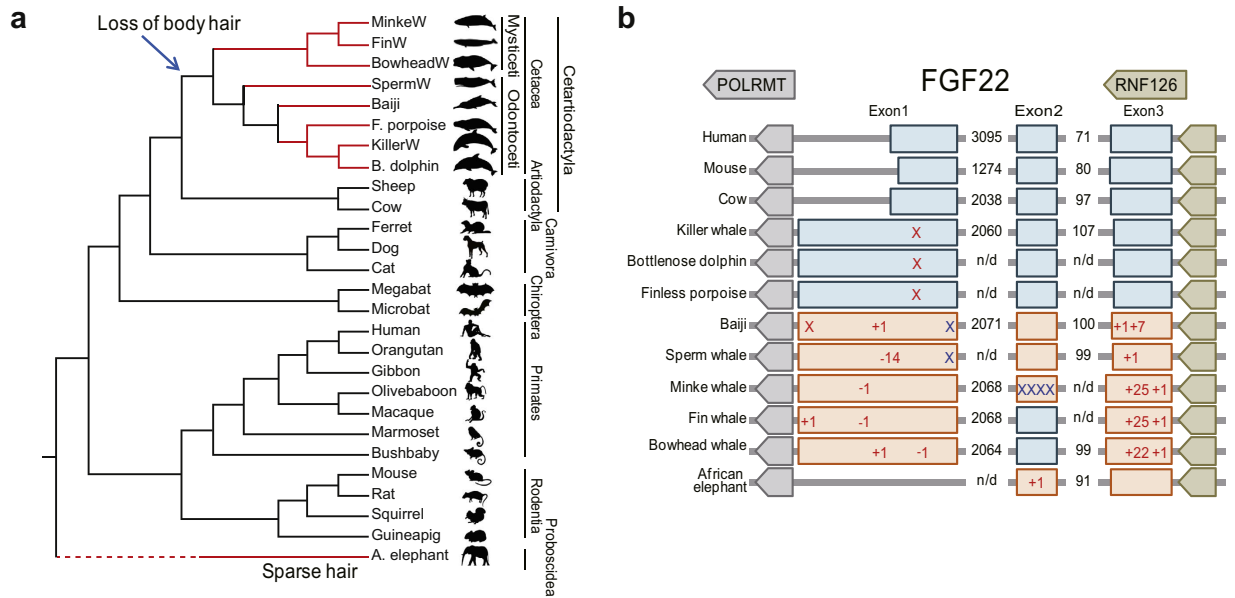 a
Loss of body hair
MinkeW
FinW
BowheadW
SpermW
Baiji
F. porpoise
KillerW
B. dolphin
Sheep
Cow
Ferret
Dog
Cat
Megabat
Microbat
Human
Orangutan
Gibbon
Olivebaboon
Macaque
Marmoset
Bushbaby
Mouse
Rat
Squirrel
Guineapig
A. elephant
Sparse hair
Mysticeti
Odontoceti
Cetacea
Artiodactyla
Cetartiodactyla
Carnivora
Chiroptera
Primates
Rodentia
Proboscidea
b
POLRMT FGF22 RNF126
Exon1 Exon2 Exon3
Human 3095 71
Mouse 1274 80
Cow 2038 97
Killer whale X 2060 107
Bottlenose dolphin X n/d n/d
Finless porpoise X n/d n/d
Baiji X +1 X 2071 100 +1+7
Sperm whale -14 X n/d 99 +1
Minke whale -1 2068 XXXX n/d +25 +1
Fin whale +1 -1 2068 n/d +25 +1
Bowhead whale +1 -1 2064 99 +22 +1
African
elephant n/d +1 91